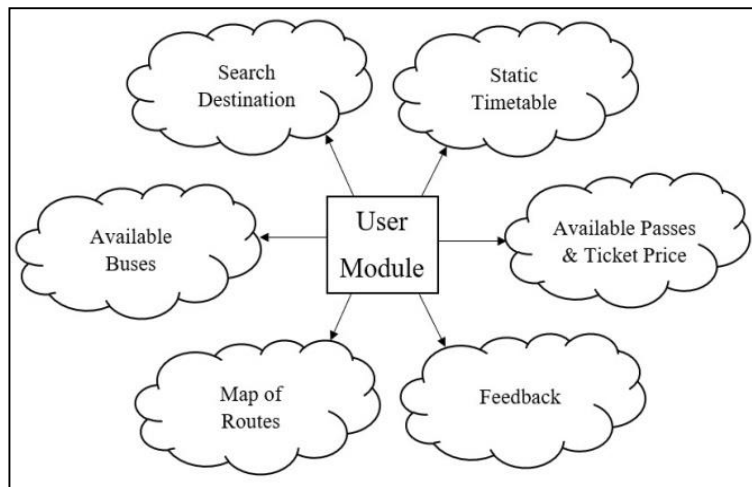 Search
Destination
Static
Timetable
Available
Buses
User
Module
Available Passes
& Ticket Price
Map of
Routes
Feedback